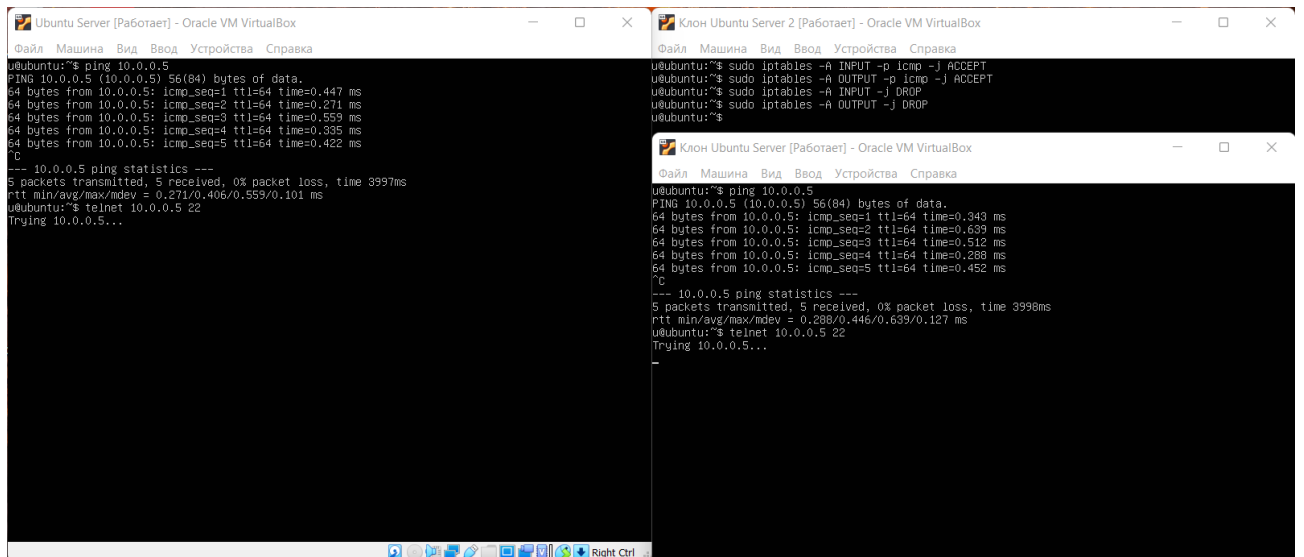 Ubuntu Server [Работает] - Oracle VM VirtualBox
Файл Машина Вид Ввод Устройства Справка
u@ubuntu:~$ ping 10.0.0.5
PING 10.0.0.5 (10.0.0.5) 56(84) bytes of data.
64 bytes from 10.0.0.5: icmp_seq=1 ttl=64 time=0.447 ms
64 bytes from 10.0.0.5: icmp_seq=2 ttl=64 time=0.271 ms
64 bytes from 10.0.0.5: icmp_seq=3 ttl=64 time=0.559 ms
64 bytes from 10.0.0.5: icmp_seq=4 ttl=64 time=0.335 ms
64 bytes from 10.0.0.5: icmp_seq=5 ttl=64 time=0.422 ms
^C
--- 10.0.0.5 ping statistics ---
5 packets transmitted, 5 received, 0% packet loss, time 3997ms
rtt min/avg/max/mdev = 0.271/0.406/0.559/0.101 ms
u@ubuntu:~$ telnet 10.0.0.5 22
Trying 10.0.0.5...
Right Ctrl
Клон Ubuntu Server 2 [Работает] - Oracle VM VirtualBox
Файл Машина Вид Ввод Устройства Справка
u@ubuntu:~$ sudo iptables -A INPUT -p icmp -j ACCEPT
u@ubuntu:~$ sudo iptables -A OUTPUT -p icmp -j ACCEPT
u@ubuntu:~$ sudo iptables -A INPUT -j DROP
u@ubuntu:~$ sudo iptables -A OUTPUT -j DROP
u@ubuntu:~$
Клон Ubuntu Server [Работает] - Oracle VM VirtualBox
Файл Машина Вид Ввод Устройства Справка
u@ubuntu:~$ ping 10.0.0.5
PING 10.0.0.5 (10.0.0.5) 56(84) bytes of data.
64 bytes from 10.0.0.5: icmp_seq=1 ttl=64 time=0.343 ms
64 bytes from 10.0.0.5: icmp_seq=2 ttl=64 time=0.639 ms
64 bytes from 10.0.0.5: icmp_seq=3 ttl=64 time=0.512 ms
64 bytes from 10.0.0.5: icmp_seq=4 ttl=64 time=0.288 ms
64 bytes from 10.0.0.5: icmp_seq=5 ttl=64 time=0.452 ms
^C
--- 10.0.0.5 ping statistics ---
5 packets transmitted, 5 received, 0% packet loss, time 3998ms
rtt min/avg/max/mdev = 0.288/0.446/0.639/0.127 ms
u@ubuntu:~$ telnet 10.0.0.5 22
Trying 10.0.0.5...